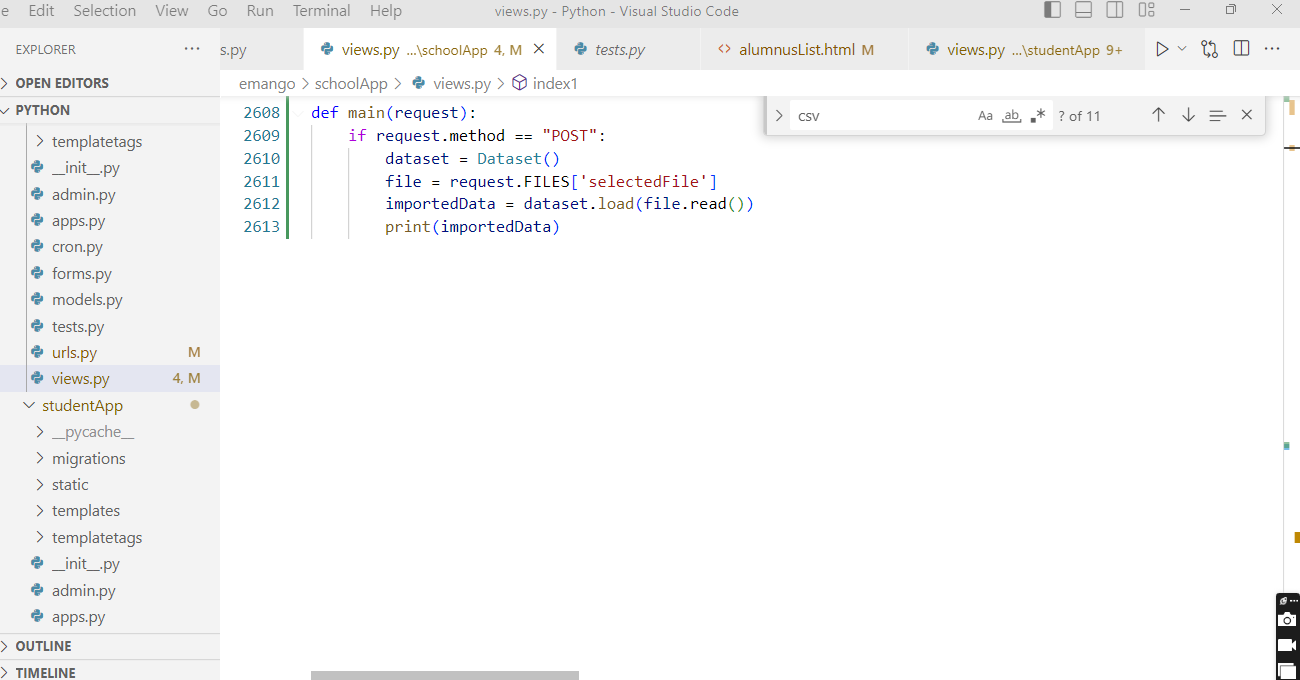 e Edit Selection View Go Run Terminal Help views.py - Python - Visual Studio Code
EXPLORER ··· s.py views.py ...\schoolApp 4, M tests.py alumnusList.html M views.py ...\studentApp 9+
OPEN EDITORS
emango > schoolApp > views.py > index1
PYTHON
templatetags
__init__.py
admin.py
apps.py
cron.py
forms.py
models.py
tests.py
urls.py M
views.py 4, M
studentApp
__pycache__
migrations
static
templates
templatetags
__init__.py
admin.py
apps.py
OUTLINE
TIMELINE
csv Aa ab .* ? of 11
2608 def main(request):
2609 if request.method == "POST":
2610 dataset = Dataset()
2611 file = request.FILES['selectedFile']
2612 importedData = dataset.load(file.read())
2613 print(importedData)